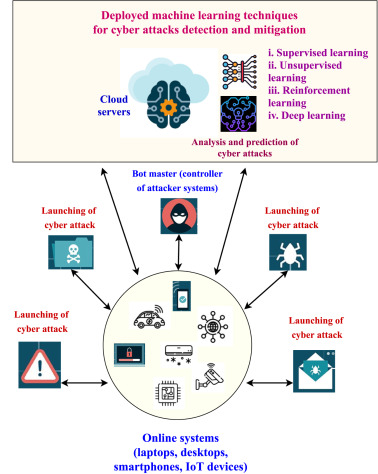 Deployed machine learning techniques
for cyber attacks detection and mitigation
i. Supervised learning
ii. Unsupervised
learning
iii. Reinforcement
learning
iv. Deep learning
Cloud
servers
Analysis and prediction of
cyber attacks
Bot master (controller
of attacker systems)
Launching of
cyber attack
Launching of
cyber attack
Launching of
cyber attack
Launching of
cyber attack
Online systems
(laptops, desktops,
smartphones, IoT devices)